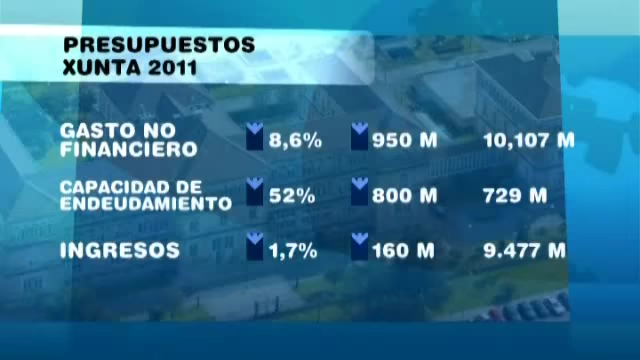 PRESUPUESTOS
XUNTA 2011
GASTO NO
FINANCIERO
8,6% 950 M 10,107 M
CAPACIDAD DE
ENDEUDAMIENTO
52% 800 M 729 M
INGRESOS 1,7% 160 M 9.477 M